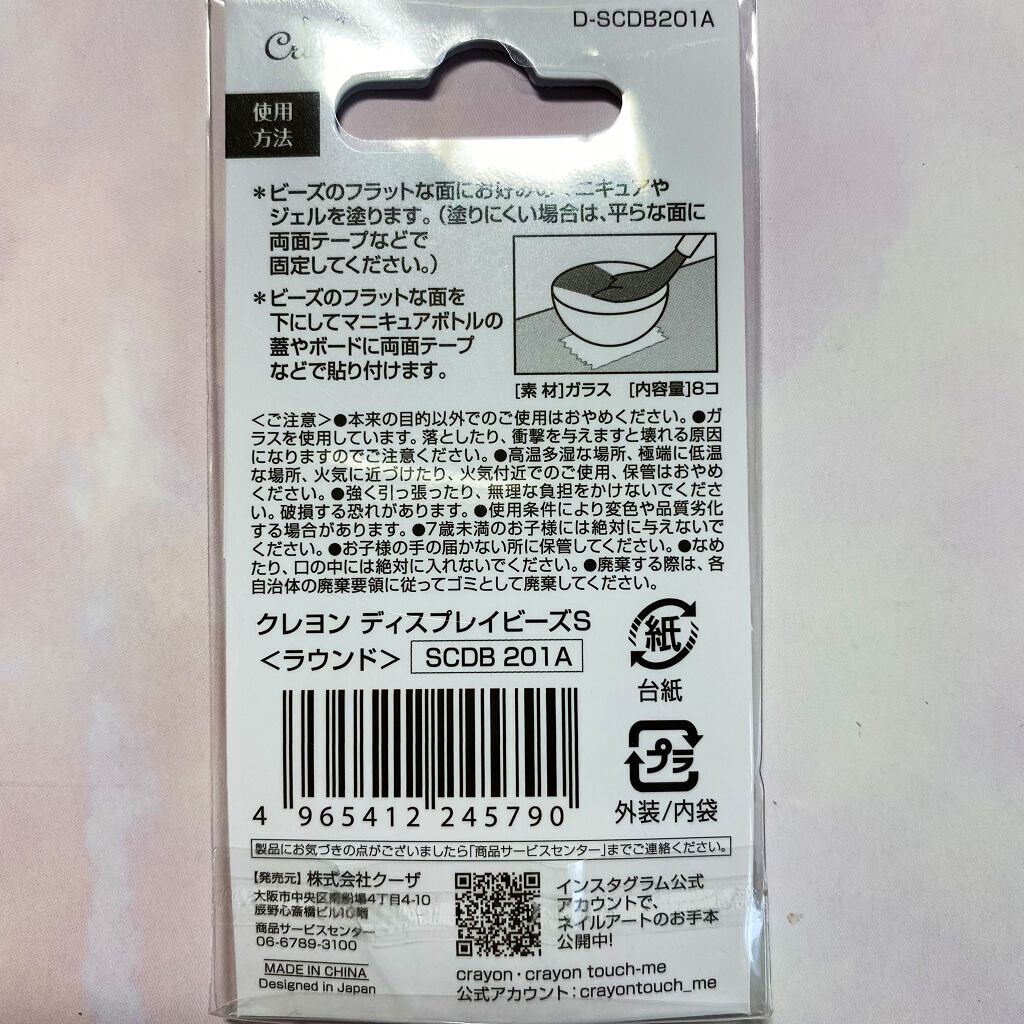 D-SCDB201A
使用
方法
*ビーズのフラットな面にお好みのマニキュアや
ジェルを塗ります。(塗りにくい場合は、平らな面に
両面テープなどで
固定してください。)
*ビーズのフラットな面を
下にしてマニキュアボトルの
蓋やボードに両面テープ
などで貼り付けます。
[素 材]ガラス [内容量]8コ
<ご注意>●本来の目的以外でのご使用はおやめください。●ガ
ラスを使用しています。落としたり、衝撃を与えますと壊れる原因
になりますのでご注意ください。●高温多湿な場所、極端に低温
な場所、火気に近づけたり、火気付近でのご使用、保管はおやめ
ください。●強く引っ張ったり、無理な負担をかけないでくださ
い。破損する恐れがあります。●使用条件により変色や品質劣化
する場合があります。●7歳未満のお子様には絶対に与えないで
ください。●お子様の手の届かない所に保管してください。●なめ
たり、口の中には絶対に入れないでください。●廃棄する際は、各
自治体の廃棄要領に従ってゴミとして廃棄してください。
クレヨン ディスプレイビーズS
<ラウンド> SCDB 201A
紙
台紙
プラ
外装/内袋
4 965412 245790
製品にお気づきの点がございましたら「商品サービスセンター」までご連絡ください。
【発売元】株式会社クーザ
大阪市中央区南船場4丁目4-10
辰野心斎橋ビル10階
商品サービスセンター
06-6789-3100
MADE IN CHINA
Designed in Japan
インスタグラム公式
アカウントで、
ネイルアートのお手本
公開中!
crayon・crayon touch-me
公式アカウント:crayontouch_me